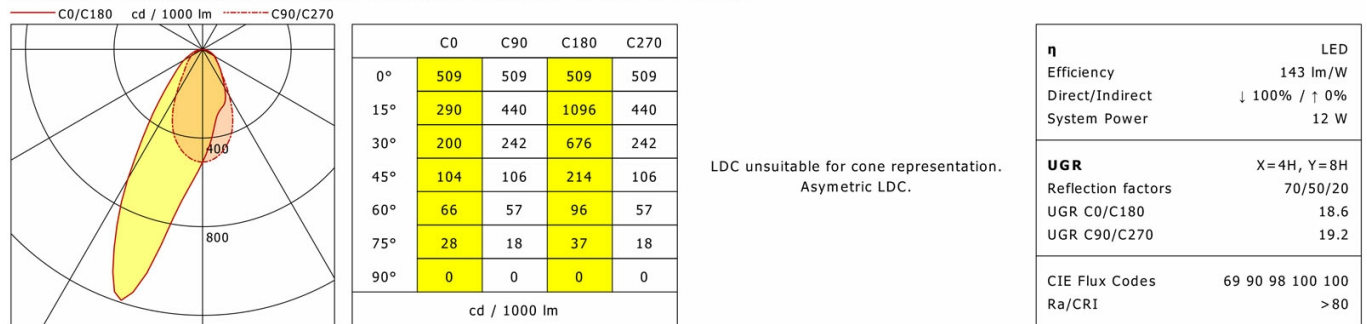 C0/C180 cd / 1000 lm C90/C270
400
800
C0 C90 C180 C270
0° 509 509 509 509
15° 290 440 1096 440
30° 200 242 676 242
45° 104 106 214 106
60° 66 57 96 57
75° 28 18 37 18
90° 0 0 0 0
cd / 1000 lm
LDC unsuitable for cone representation.
Asymetric LDC.
η LED
Efficiency 143 lm/W
Direct/Indirect ↓ 100% / ↑ 0%
System Power 12 W
UGR X=4H, Y=8H
Reflection factors 70/50/20
UGR C0/C180 18.6
UGR C90/C270 19.2
CIE Flux Codes 69 90 98 100 100
Ra/CRI >80